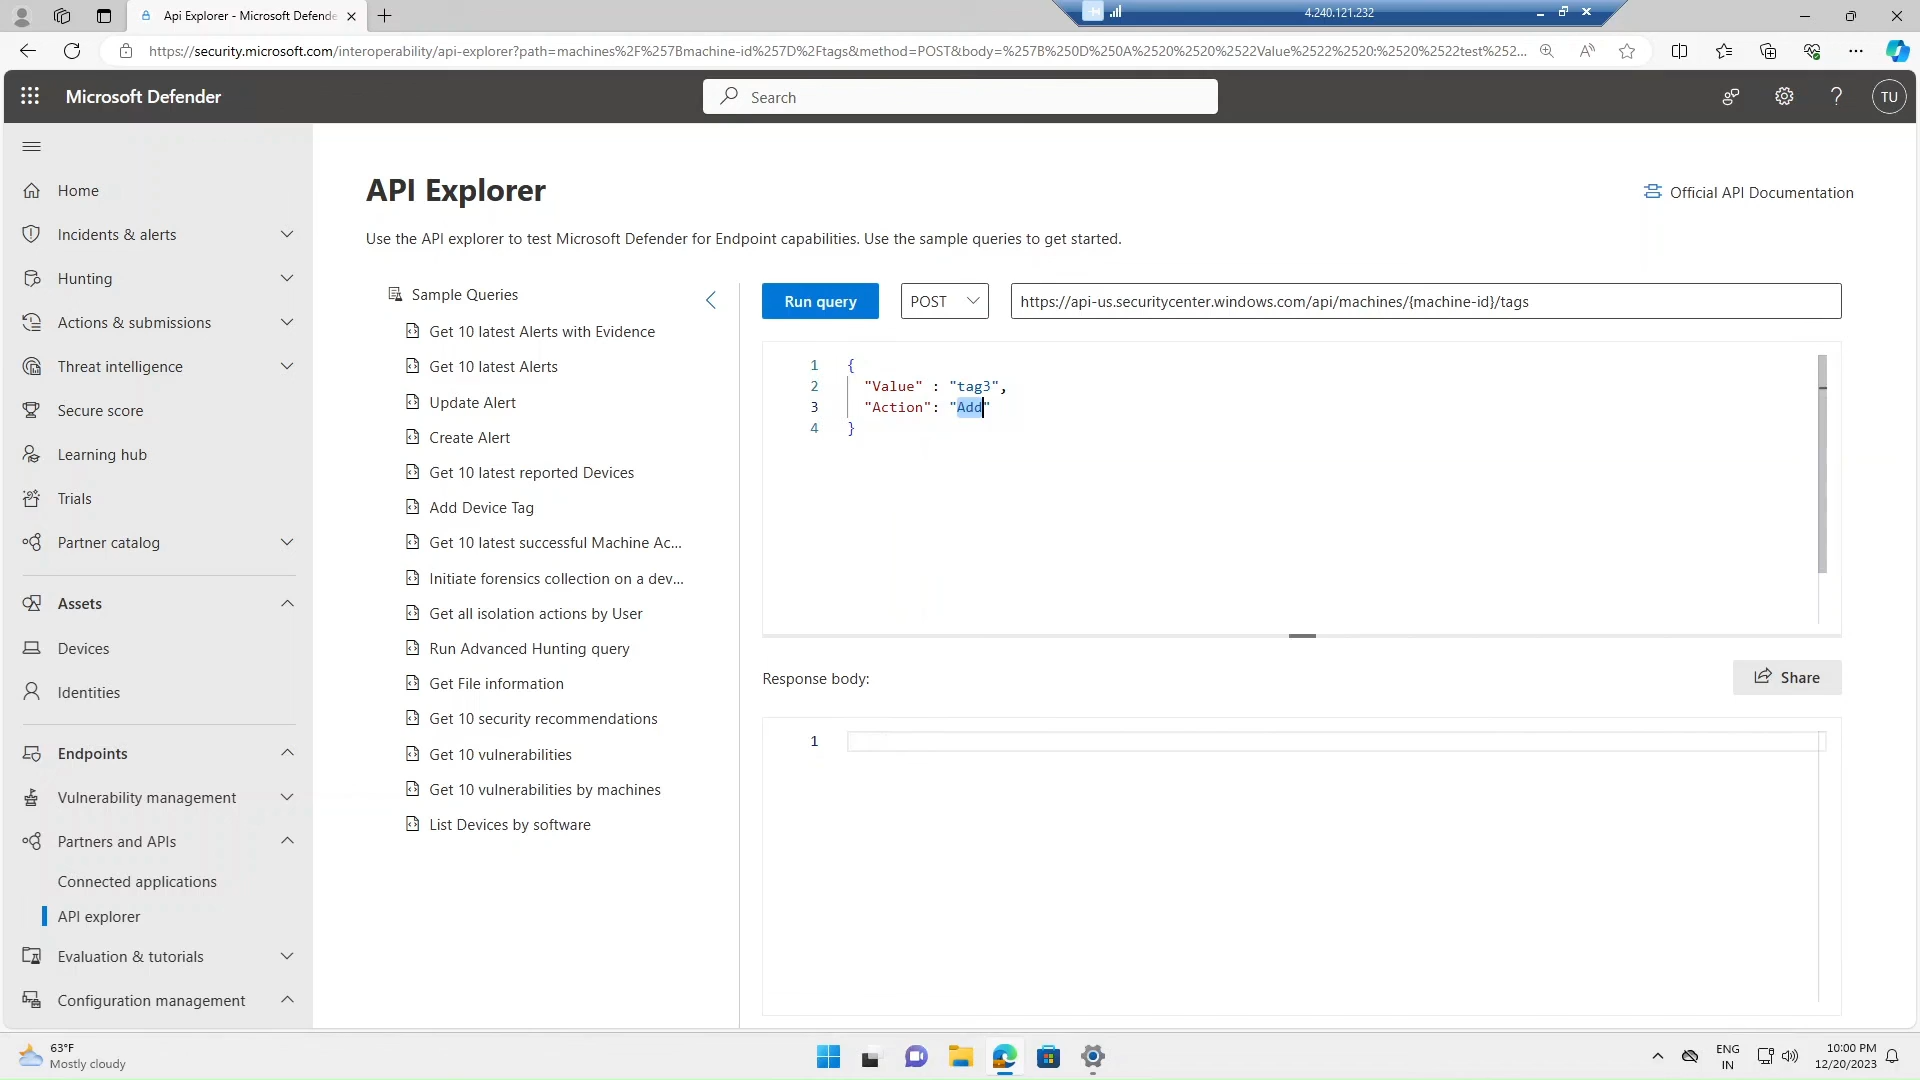 Api Explorer - Microsoft Defende
4.240.121.232
https://security.microsoft.com/interoperability/api-explorer?path=machines%2F%257Bmachine-id%257D%2Ftags&method=POST&body=%257B%250D%250A%2520%2520%2522Value%2522%2520:%2520%2522test%252...
Microsoft Defender
Search
TU
Home
Incidents & alerts
Hunting
Actions & submissions
Threat intelligence
Secure score
Learning hub
Trials
Partner catalog
Assets
Devices
Identities
Endpoints
Vulnerability management
Partners and APIs
Connected applications
API explorer
Evaluation & tutorials
Configuration management
API Explorer
Official API Documentation
Use the API explorer to test Microsoft Defender for Endpoint capabilities. Use the sample queries to get started.
Sample Queries
Get 10 latest Alerts with Evidence
Get 10 latest Alerts
Update Alert
Create Alert
Get 10 latest reported Devices
Add Device Tag
Get 10 latest successful Machine Ac...
Initiate forensics collection on a dev...
Get all isolation actions by User
Run Advanced Hunting query
Get File information
Get 10 security recommendations
Get 10 vulnerabilities
Get 10 vulnerabilities by machines
List Devices by software
Run query
POST
https://api-us.securitycenter.windows.com/api/machines/{machine-id}/tags
1 {
2 "Value" : "tag3",
3 "Action": "Add"
4 }
Response body:
Share
1
63°F
Mostly cloudy
ENG
IN
10:00 PM
12/20/2023